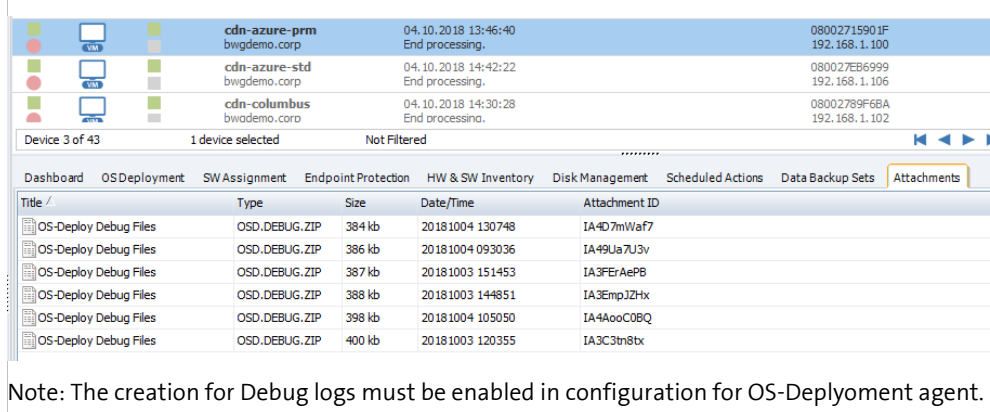 cdn-azure-prm 04.10.2018 13:46:40 08002715901F
VM bwgdemo.corp End processing. 192.168.1.100
cdn-azure-std 04.10.2018 14:42:22 080027EB6999
VM bwgdemo.corp End processing. 192.168.1.106
cdn-columbus 04.10.2018 14:30:28 08002789F6BA
VM bwgdemo.corp End processing. 192.168.1.102
Device 3 of 43 1 device selected Not Filtered
Dashboard OS Deployment SW Assignment Endpoint Protection HW & SW Inventory Disk Management Scheduled Actions Data Backup Sets Attachments
Title Type Size Date/Time Attachment ID
OS-Deploy Debug Files OSD.DEBUG.ZIP 384 kb 20181004 130748 IA4D7mWaf7
OS-Deploy Debug Files OSD.DEBUG.ZIP 386 kb 20181004 093036 IA49Ua7U3v
OS-Deploy Debug Files OSD.DEBUG.ZIP 387 kb 20181003 151453 IA3FErAePB
OS-Deploy Debug Files OSD.DEBUG.ZIP 388 kb 20181003 144851 IA3EmpJZHx
OS-Deploy Debug Files OSD.DEBUG.ZIP 398 kb 20181004 105050 IA4AooC0BQ
OS-Deploy Debug Files OSD.DEBUG.ZIP 400 kb 20181003 120355 IA3C3tn8tx
Note: The creation for Debug logs must be enabled in configuration for OS-Deplyoment agent.